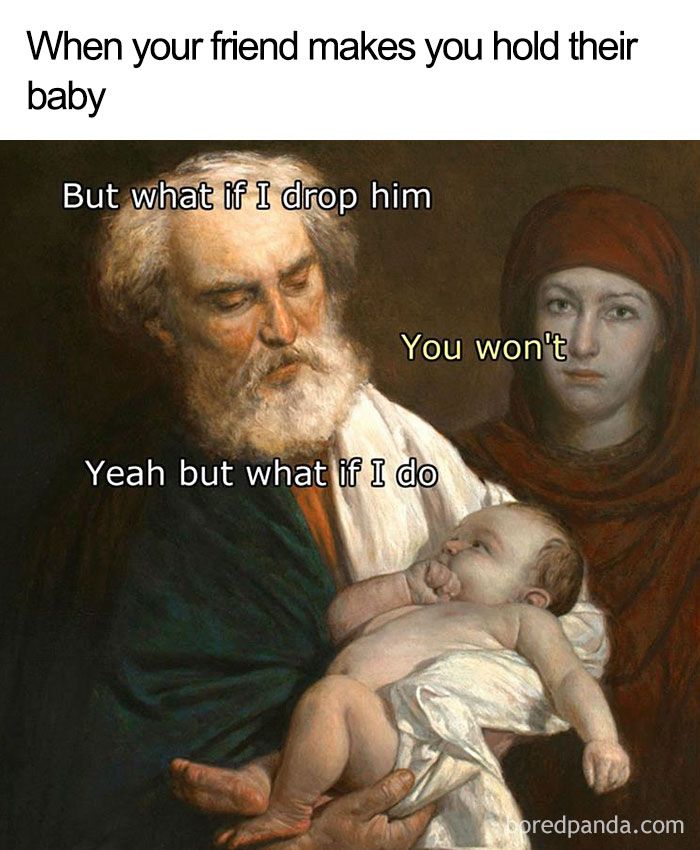 When your friend makes you hold their
baby
But what if I drop him
You won't
Yeah but what if I do
boredpanda.com